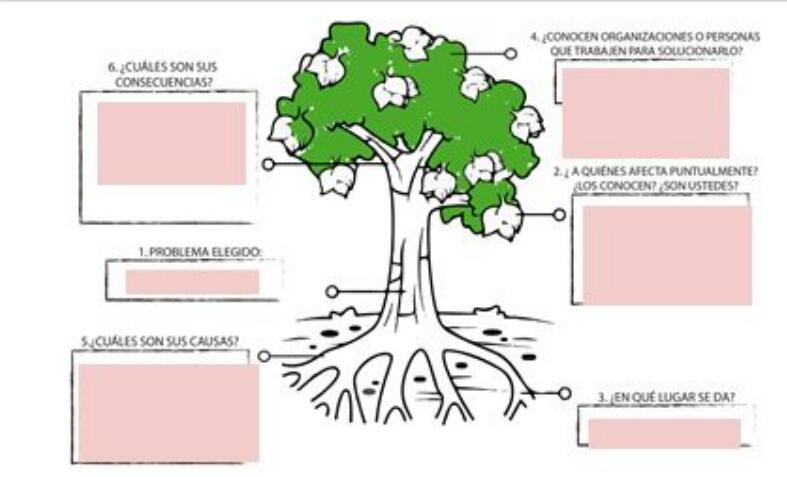 4. ¿CONOCEN ORGANIZACIONES O PERSONAS
QUE TRABAJEN PARA SOLUCIONARLO?
6. ¿CUÁLES SON SUS
CONSECUENCIAS?
2. ¿ A QUIÉNES AFECTA PUNTUALMENTE?
¿LOS CONOCEN? ¿SON USTEDES?
1. PROBLEMA ELEGIDO:
5.¿CUÁLES SON SUS CAUSAS?
3. ¿EN QUÉ LUGAR SE DA?